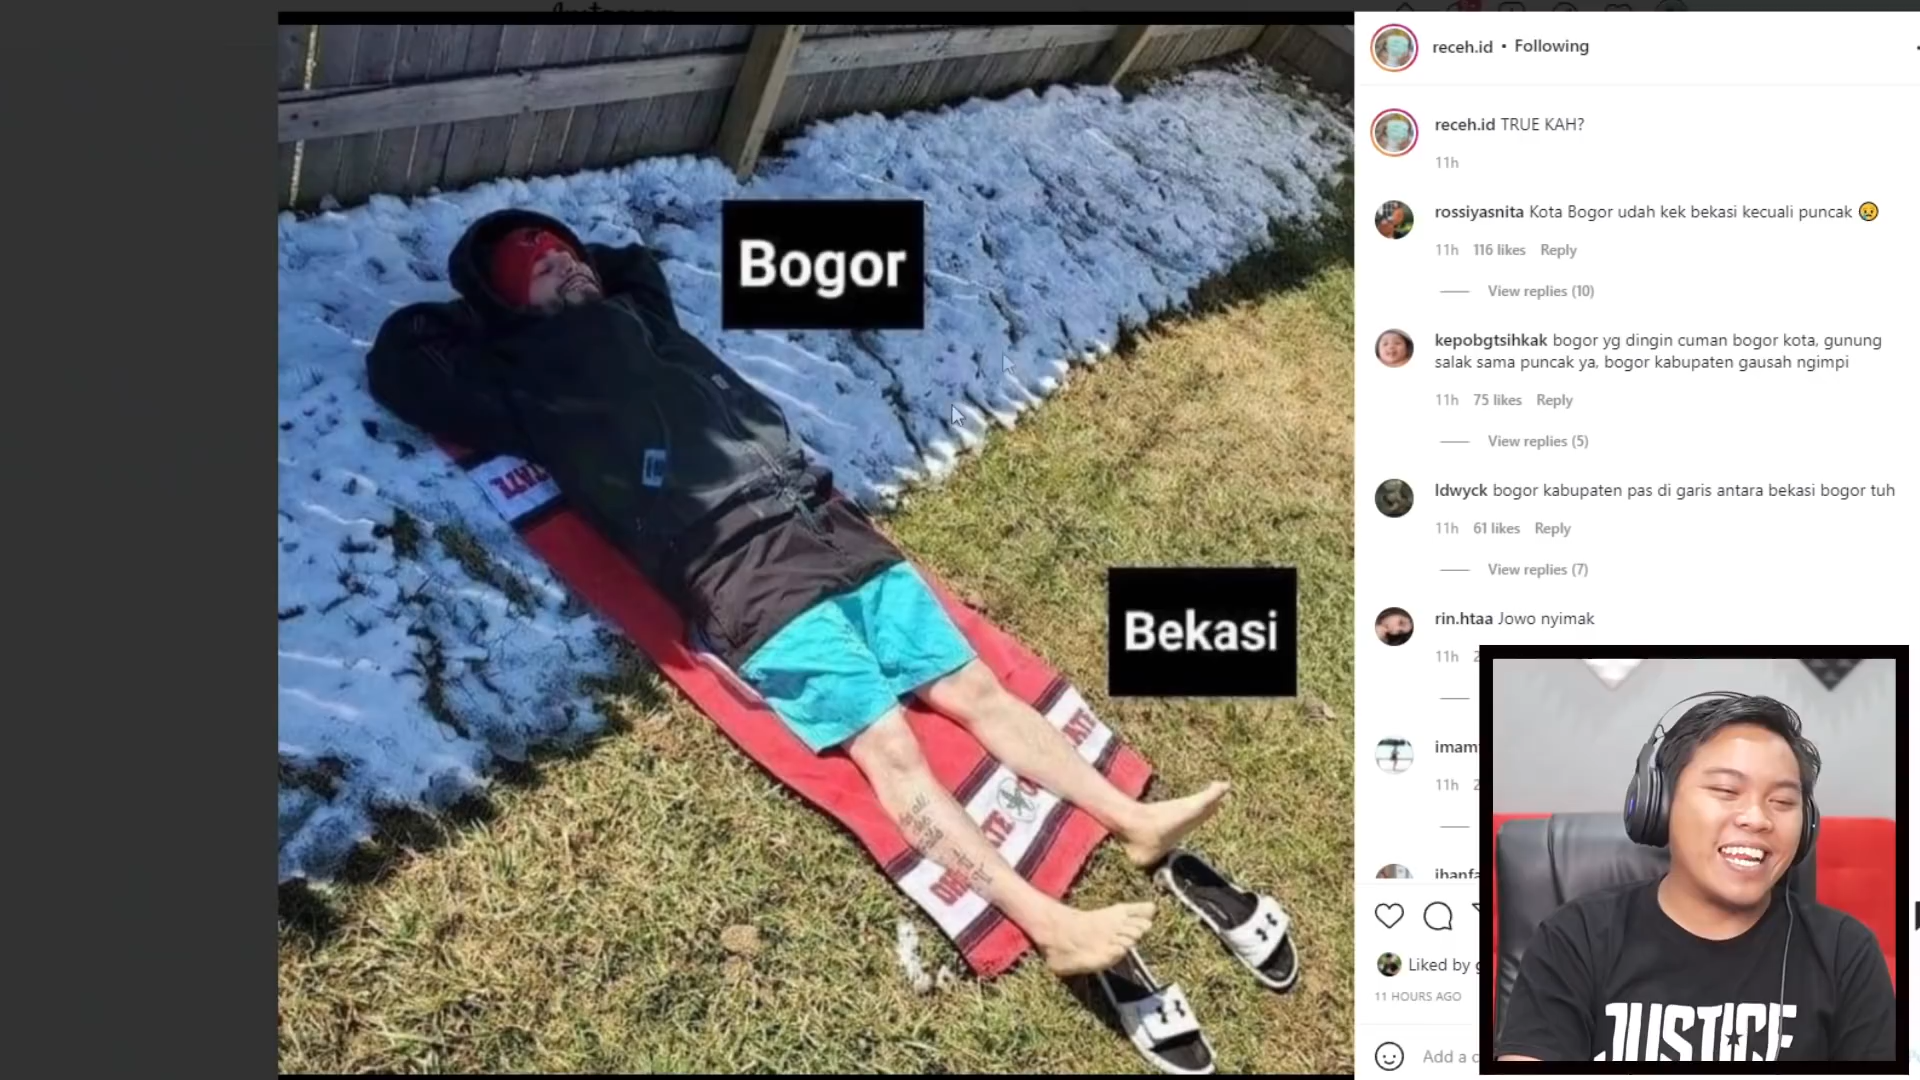 receh.id • Following
receh.id TRUE KAH?
11h
rossiyasnita Kota Bogor udah kek bekasi kecuali puncak 😢
11h 116 likes Reply
View replies (10)
kepobgtsihkak bogor yg dingin cuman bogor kota, gunung
salak sama puncak ya, bogor kabupaten gausah ngimpi
11h 75 likes Reply
View replies (5)
ldwyck bogor kabupaten pas di garis antara bekasi bogor tuh
11h 61 likes Reply
View replies (7)
rin.htaa Jowo nyimak
11h
11h
Liked by
11 HOURS AGO
Add a
Bogor
Bekasi
JUSTICE